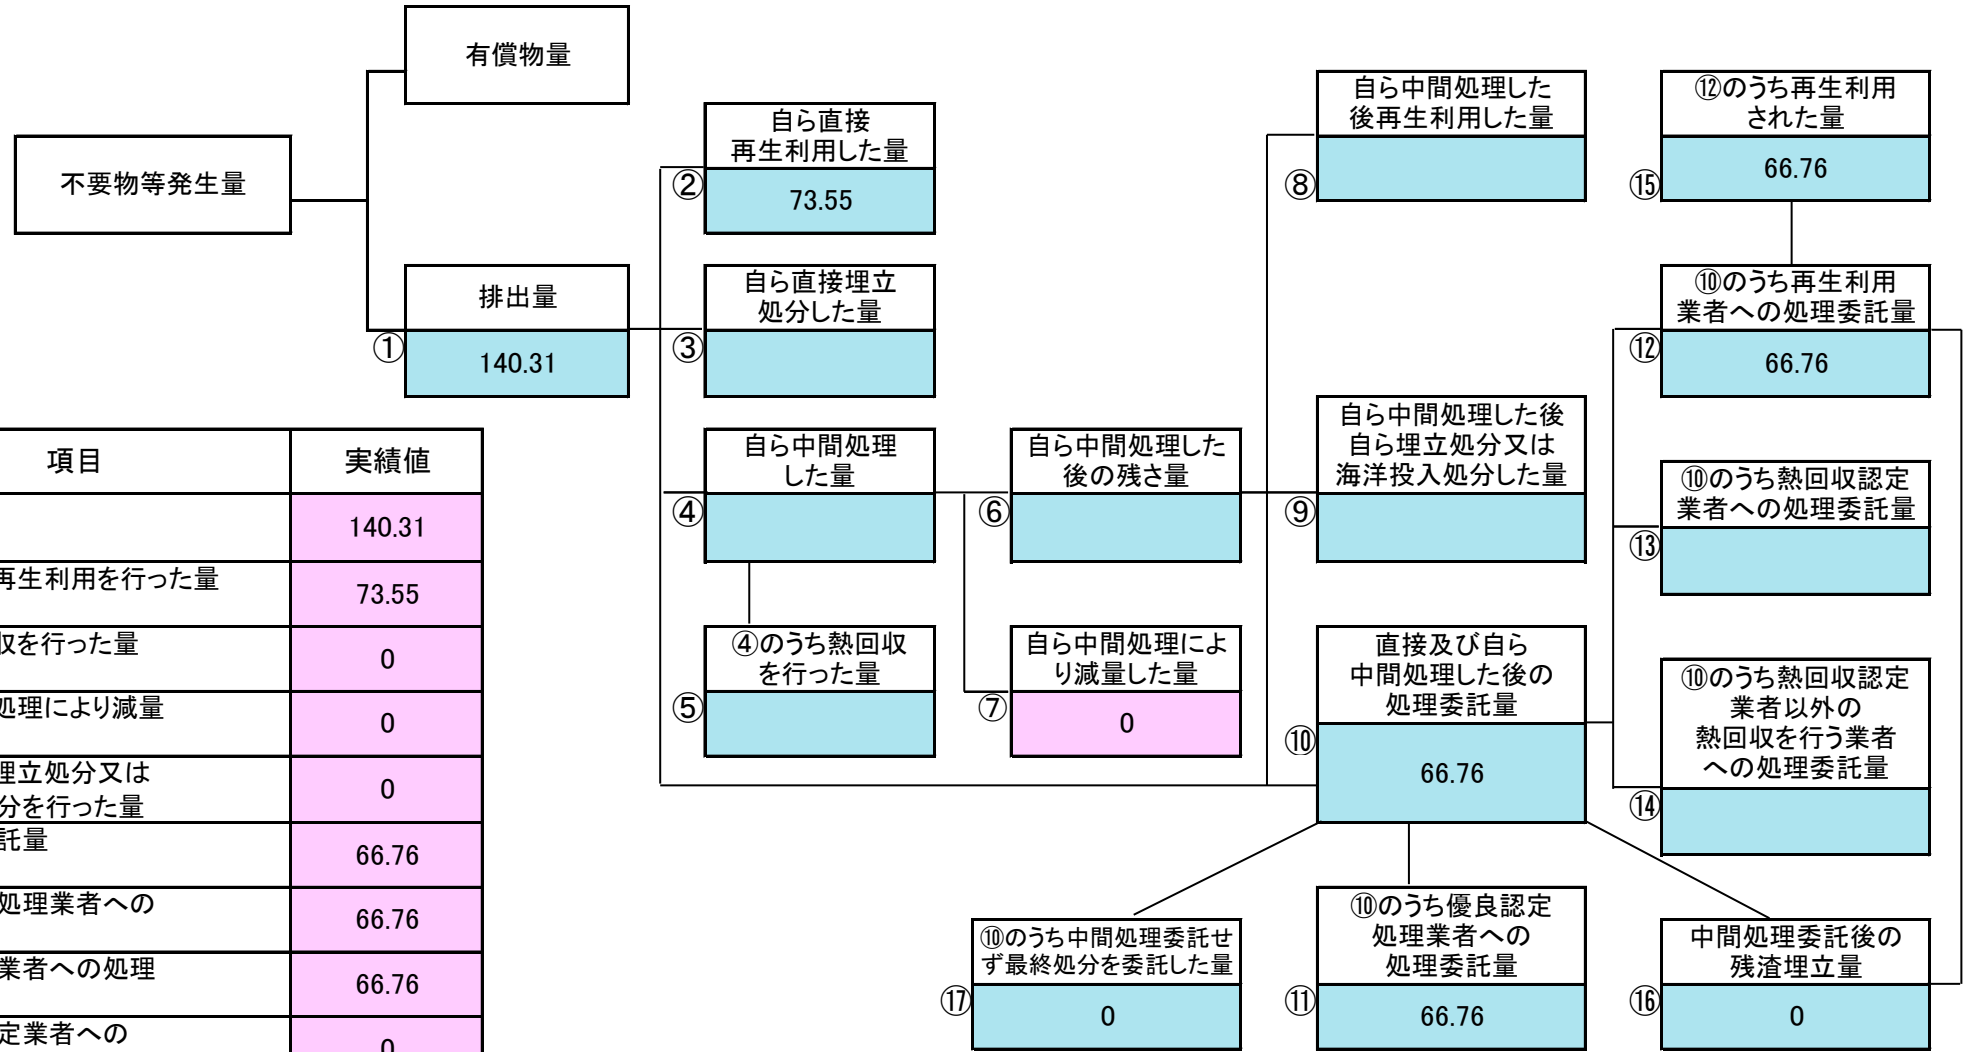 有償物量
不要物等発生量
排出量
①
140.31
自ら直接
再生利用した量
②
73.55
自ら直接埋立
処分した量
③
自ら中間処理
した量
④
④のうち熱回収
を行った量
⑤
自ら中間処理した
後の残さ量
⑥
自ら中間処理によ
り減量した量
⑦
0
自ら中間処理した
後再生利用した量
⑧
自ら中間処理した後
自ら埋立処分又は
海洋投入処分した量
⑨
直接及び自ら
中間処理した後の
処理委託量
⑩
66.76
⑫のうち再生利用
された量
⑮
66.76
⑩のうち再生利用
業者への処理委託量
⑫
66.76
⑩のうち熱回収認定
業者への処理委託量
⑬
⑩のうち熱回収認定
業者以外の
熱回収を行う業者
への処理委託量
⑭
⑩のうち中間処理委託せ
ず最終処分を委託した量
⑰
0
⑩のうち優良認定
処理業者への
処理委託量
⑪
66.76
中間処理委託後の
残渣埋立量
⑯
0
項目 実績値
140.31
再生利用を行った量
73.55
収を行った量
0
処理により減量
0
埋立処分又は
分を行った量
0
託量
66.76
処理業者への
66.76
業者への処理
66.76
定業者への
0